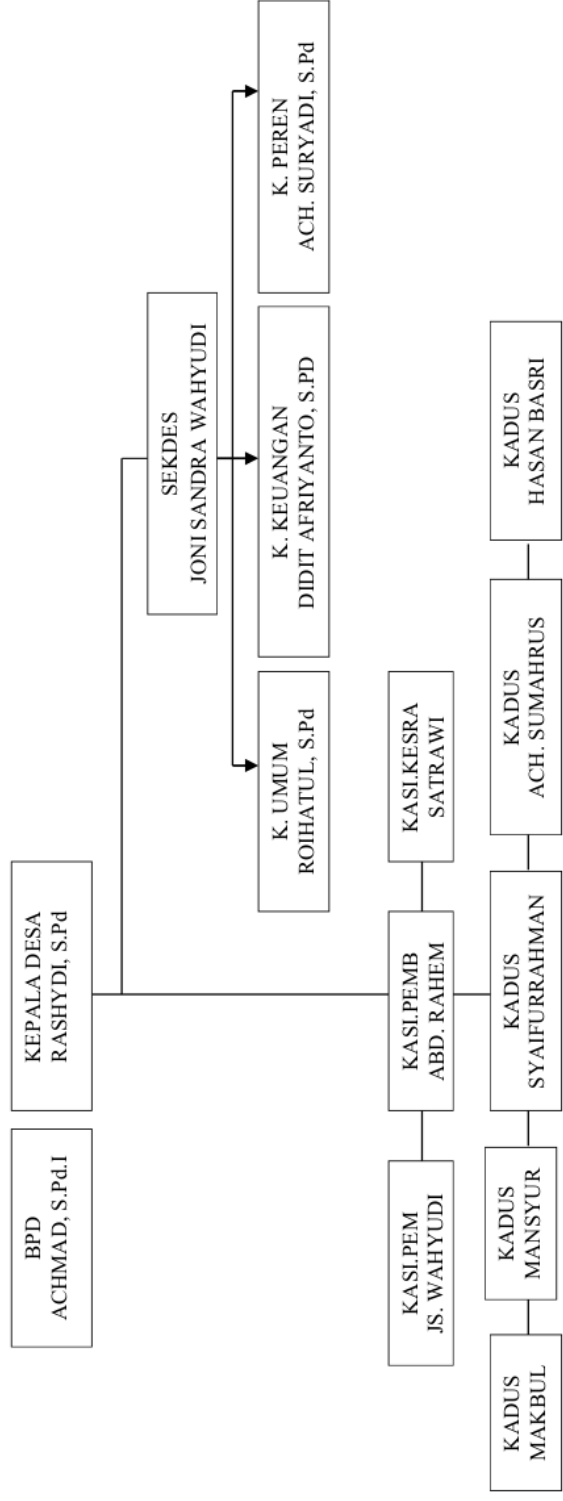 BPD
ACHMAD, S.Pd.I
KEPALA DESA
RASHYDI, S.Pd
SEKDES
JONI SANDRA WAHYUDI
K. UMUM
ROIHATUL, S.Pd
K. KEUANGAN
DIDIT AFRIYANTO, S.PD
K. PEREN
ACH. SURYADI, S.Pd
KASI.PEM
JS. WAHYUDI
KASI.PEMB
ABD. RAHEM
KASI.KESRA
SATRAWI
KADUS
MAKBUL
KADUS
MANSYUR
KADUS
SYAIFURRAHMAN
KADUS
ACH. SUMAHRUS
KADUS
HASAN BASRI